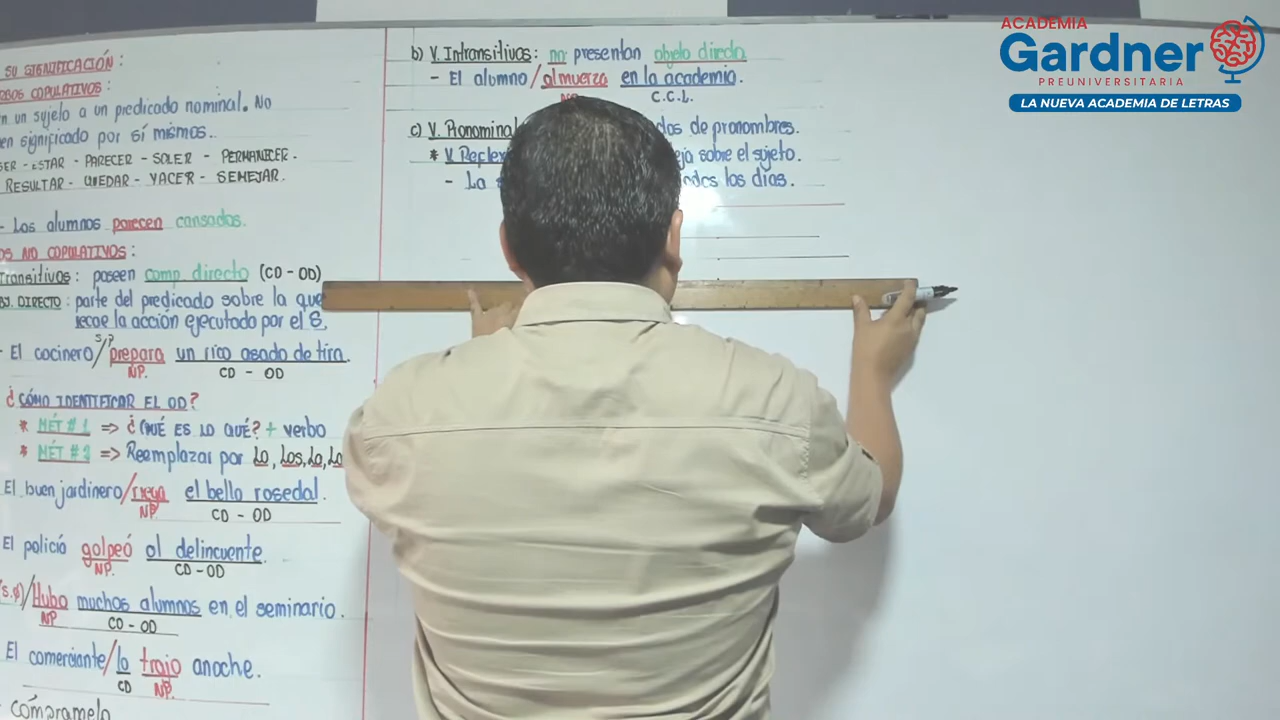 SU SIGNIFICACIÓN:
RBOS COPULATIVOS:
n un sujeto a un predicado nominal. No
en significado por sí mismos.
SER - ESTAR - PARECER - SOLER - PERMANECER.
RESULTAR - QUEDAR - YACER - SEMEJAR.
- Los alumnos parecen cansados.
OS NO COPULATIVOS:
Transitivos: poseen comp. directo (CD - OD)
BJ. DIRECTO: parte del predicado sobre la que
recae la acción ejecutado por el S.
- El cocinero/prepara un rico asado de tira.
NP. CD - OD
¿CÓMO IDENTIFICAR EL OD?
* MÉT # 1 => ¿QUÉ ES LO QUÉ? + verbo
* MÉT # 2 => Reemplazar por Lo, Los, La, La
El buen jardinero/riega el bello rosedal.
NP CD - OD
El policía golpeó al delincuente.
NP. CD - OD
(S.Ø)/Hubo muchos alumnos en el seminario.
NP CD - OD
El comerciante/lo trajo anoche.
CD NP.
cómpramelo
b) V. Intransitivos: no presentan objeto directo
- El alumno/almuerza en la academia.
NP. C.C.L.
c) V. Pronominal dos de pronombres.
* V. Reflex eja sobre el sujeto.
- La todos los días.
ACADEMIA
Gardner
PREUNIVERSITARIA
LA NUEVA ACADEMIA DE LETRAS